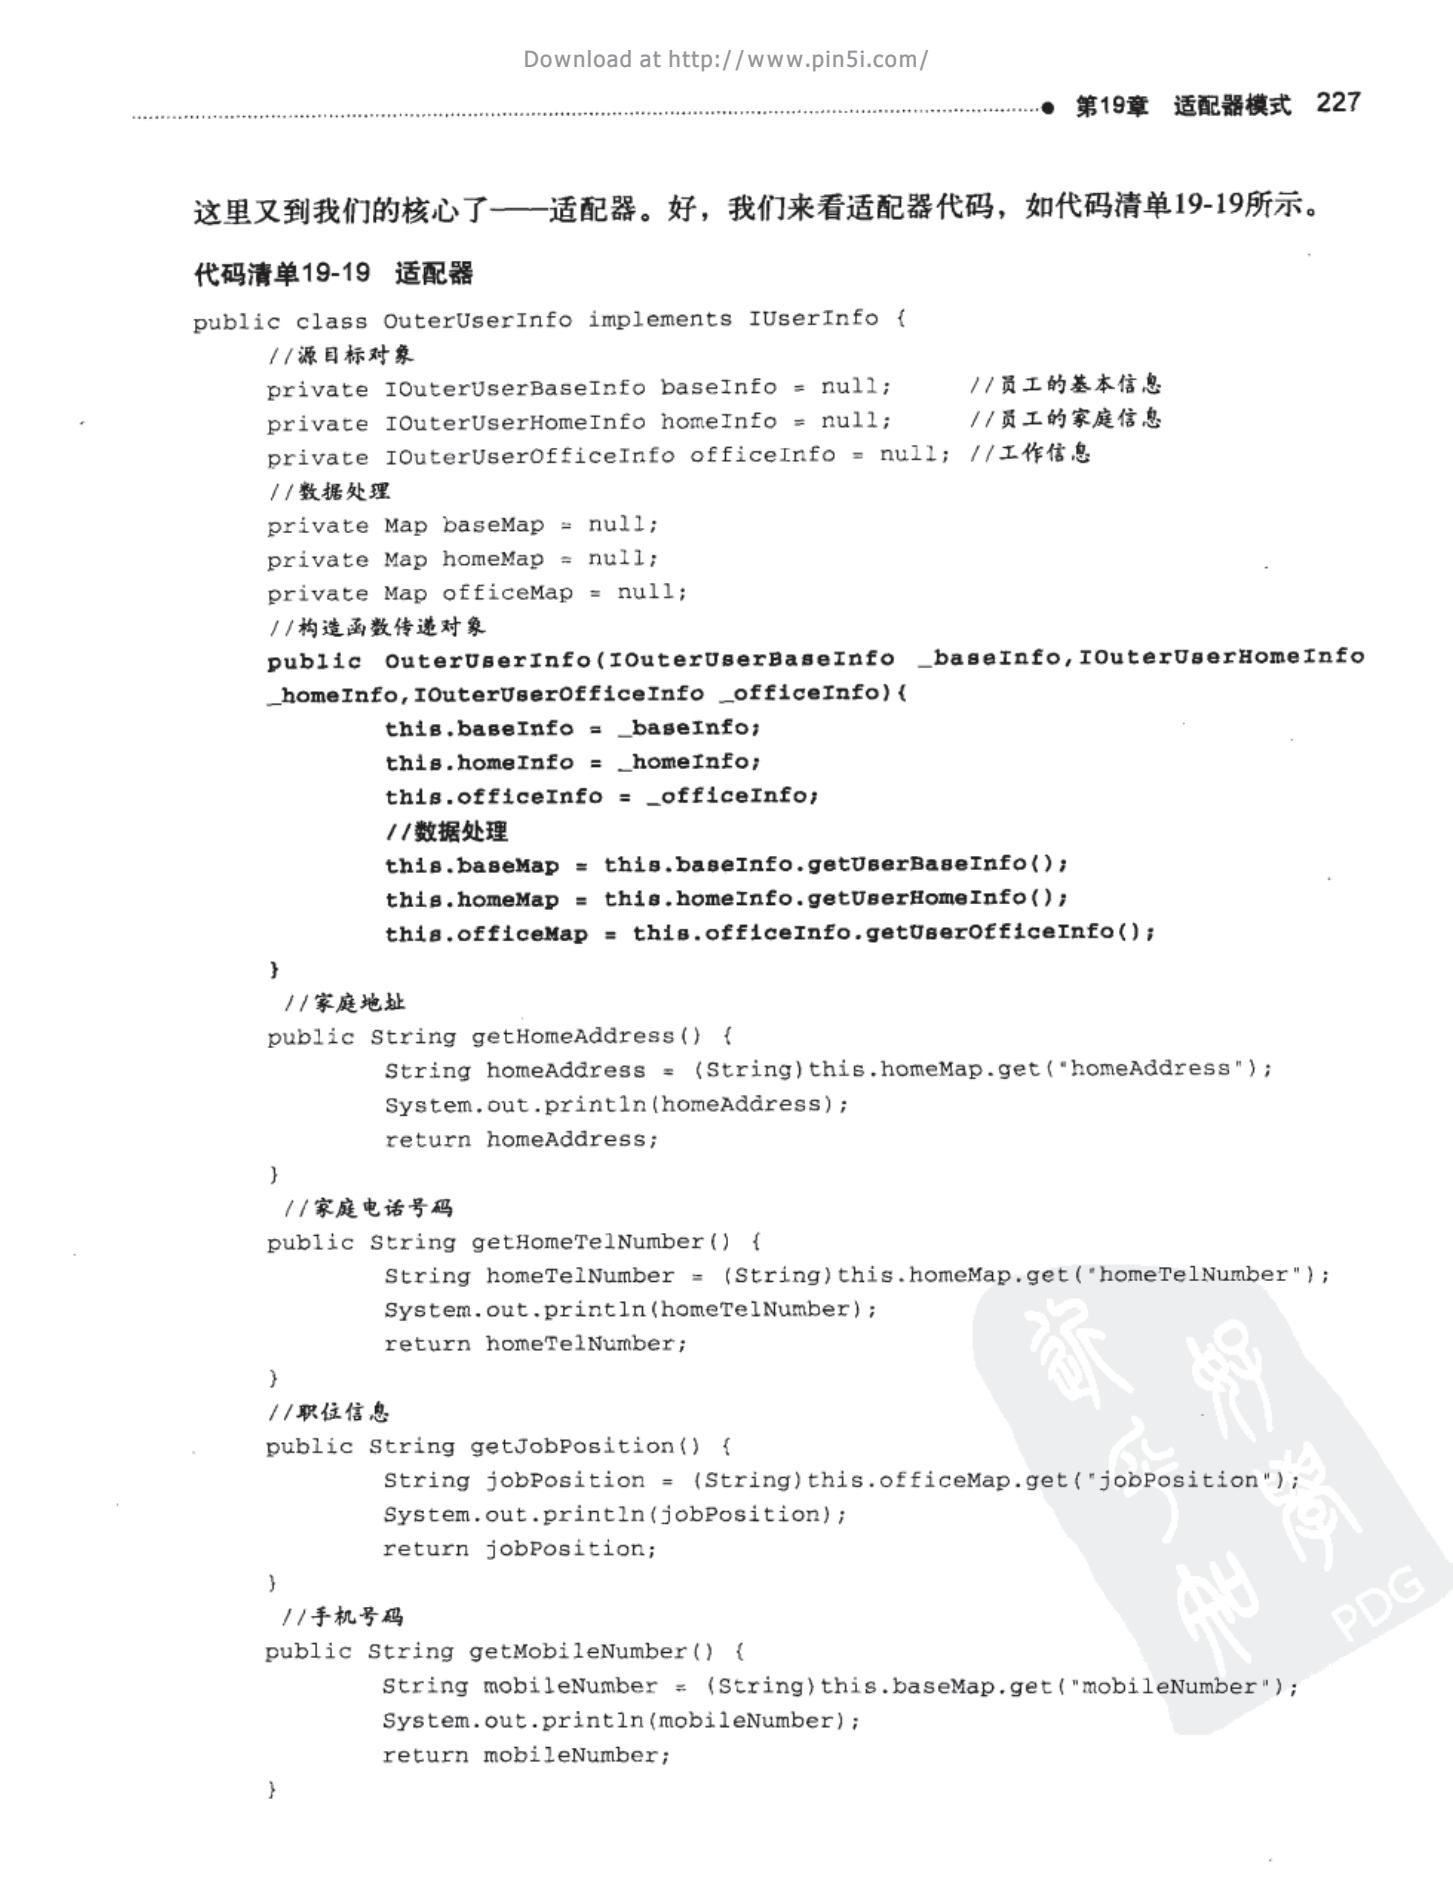 Download at http://www.pin5i.com/
第19章 适配器模式 227
这里又到我们的核心了——适配器。好，我们来看适配器代码，如代码清单19-19所示。
代码清单19-19 适配器
public class OuterUserInfo implements IUserInfo {
//源目标对象
private IOuterUserBaseInfo baseInfo = null; //员工的基本信息
private IOuterUserHomeInfo homeInfo = null; //员工的家庭信息
private IOuterUserOfficeInfo officeInfo = null; //工作信息
//数据处理
private Map baseMap = null;
private Map homeMap = null;
private Map officeMap = null;
//构造函数传递对象
public OuterUserInfo(IOuterUserBaseInfo _baseInfo,IOuterUserHomeInfo
_homeInfo,IOuterUserOfficeInfo _officeInfo){
this.baseInfo = _baseInfo;
this.homeInfo = _homeInfo;
this.officeInfo = _officeInfo;
//数据处理
this.baseMap = this.baseInfo.getUserBaseInfo();
this.homeMap = this.homeInfo.getUserHomeInfo();
this.officeMap = this.officeInfo.getUserOfficeInfo();
}
//家庭地址
public String getHomeAddress() {
String homeAddress = (String)this.homeMap.get("homeAddress");
System.out.println(homeAddress);
return homeAddress;
}
//家庭电话号码
public String getHomeTelNumber() {
String homeTelNumber = (String)this.homeMap.get("homeTelNumber");
System.out.println(homeTelNumber);
return homeTelNumber;
}
//职位信息
public String getJobPosition() {
String jobPosition = (String)this.officeMap.get("jobPosition");
System.out.println(jobPosition);
return jobPosition;
}
//手机号码
public String getMobileNumber() {
String mobileNumber = (String)this.baseMap.get("mobileNumber");
System.out.println(mobileNumber);
return mobileNumber;
}
PDG